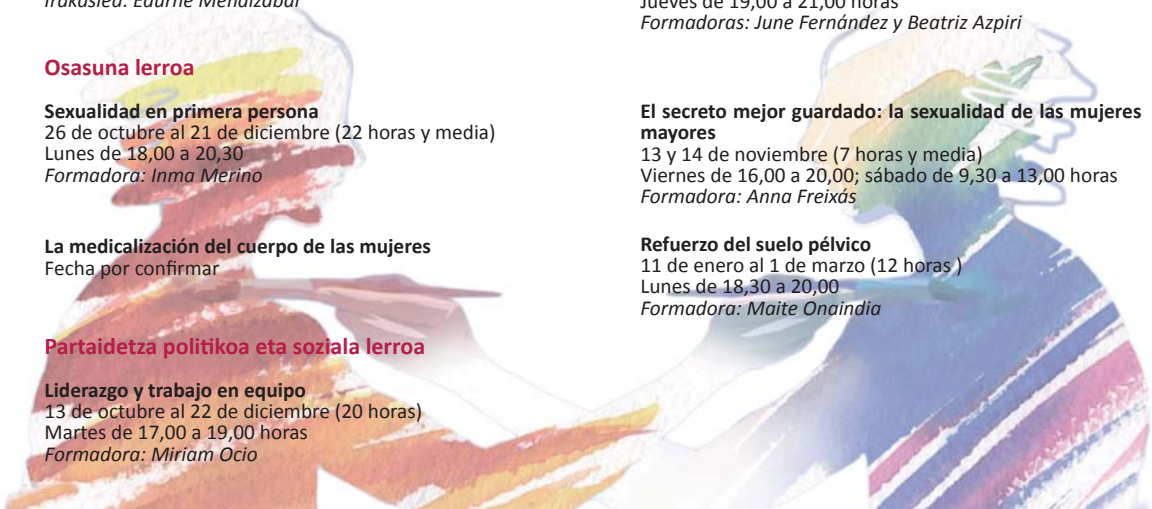 Irakaslea: Edurne Mendizabal
Jueves de 19,00 a 21,00 horas
Formadoras: June Fernández y Beatriz Azpiri
Osasuna lerroa
Sexualidad en primera persona
26 de octubre al 21 de diciembre (22 horas y media)
Lunes de 18,00 a 20,30
Formadora: Inma Merino
El secreto mejor guardado: la sexualidad de las mujeres
mayores
13 y 14 de noviembre (7 horas y media)
Viernes de 16,00 a 20,00; sábado de 9,30 a 13,00 horas
Formadora: Anna Freixás
La medicalización del cuerpo de las mujeres
Fecha por confirmar
Refuerzo del suelo pélvico
11 de enero al 1 de marzo (12 horas )
Lunes de 18,30 a 20,00
Formadora: Maite Onaindia
Partaidetza politikoa eta soziala lerroa
Liderazgo y trabajo en equipo
13 de octubre al 22 de diciembre (20 horas)
Martes de 17,00 a 19,00 horas
Formadora: Miriam Ocio